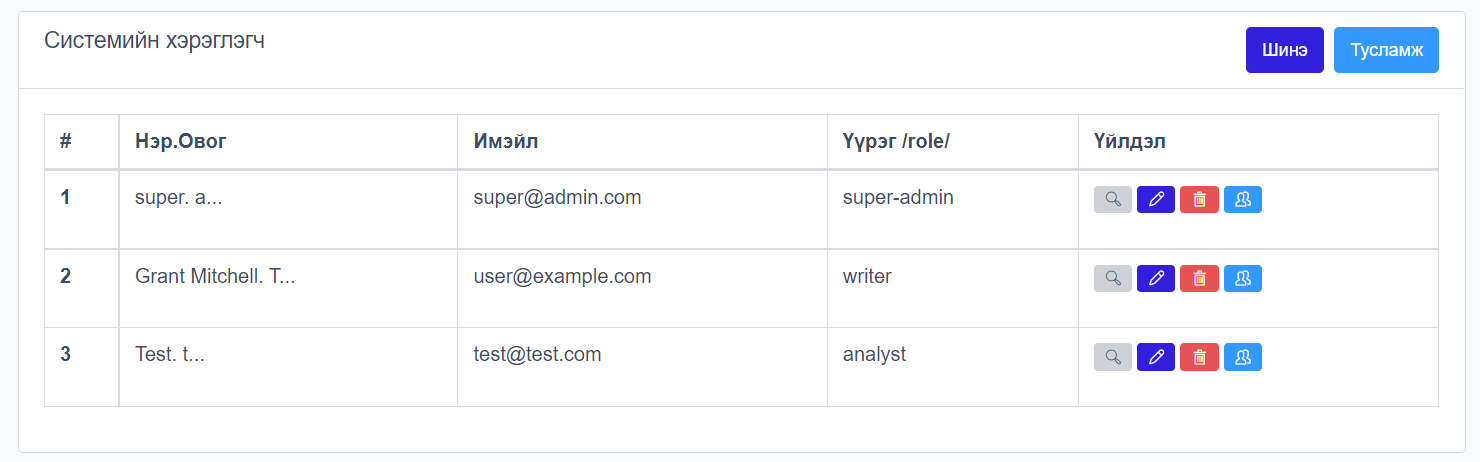 Системийн хэрэглэгч
Шинэ Тусламж
# Нэр.Овог Имэйл Үүрэг /role/ Үйлдэл
1 super. a... super@admin.com super-admin
2 Grant Mitchell. T... user@example.com writer
3 Test. t... test@test.com analyst